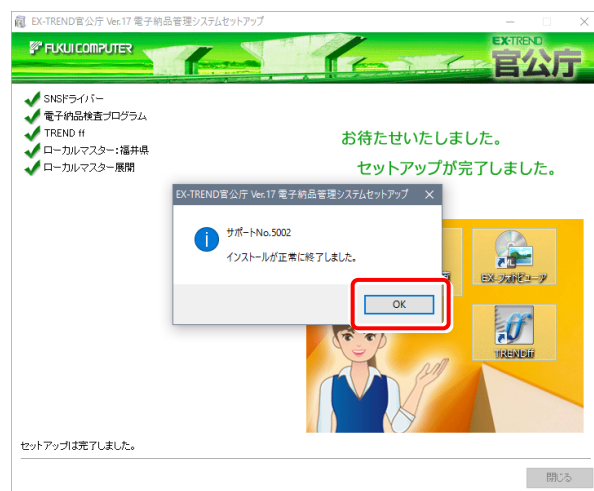 EX-TREND官公庁 Ver.17 電子納品管理システムセットアップ
FUKUI COMPUTER
EX-TREND
官公庁
SNSドライバー
電子納品検査プログラム
TREND ff
ローカルマスター:福井県
ローカルマスター展開
お待たせいたしました。
セットアップが完了しました。
EX-TREND官公庁 Ver.17 電子納品管理システムセットアップ
サポートNo.5002
インストールが正常に終了しました。
OK
EX-フォトビューア
TRENDff
セットアップは完了しました。
閉じる